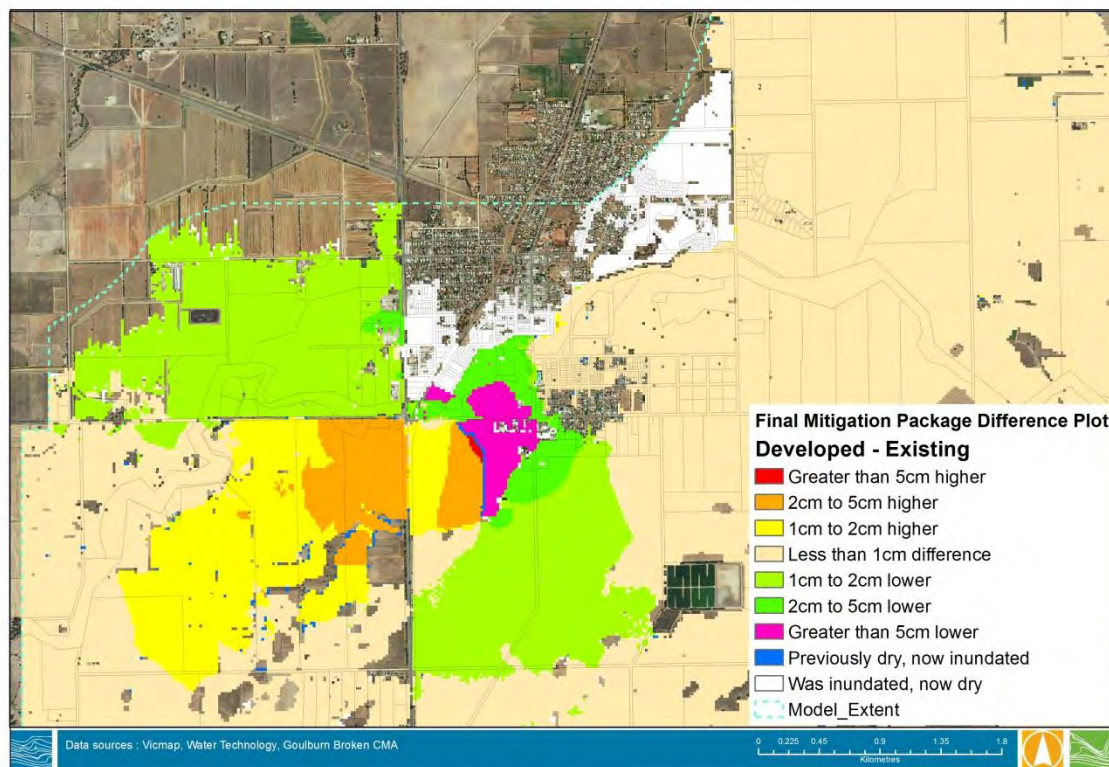 Final Mitigation Package Difference Plot
Developed - Existing
Greater than 5cm higher
2cm to 5cm higher
1cm to 2cm higher
Less than 1cm difference
1cm to 2cm lower
2cm to 5cm lower
Greater than 5cm lower
Previously dry, now inundated
Was inundated, now dry
Model_Extent
Data sources : Vicmap, Water Technology, Goulburn Broken CMA
0 0.225 0.45 0.9 1.35 1.8
Kilometres